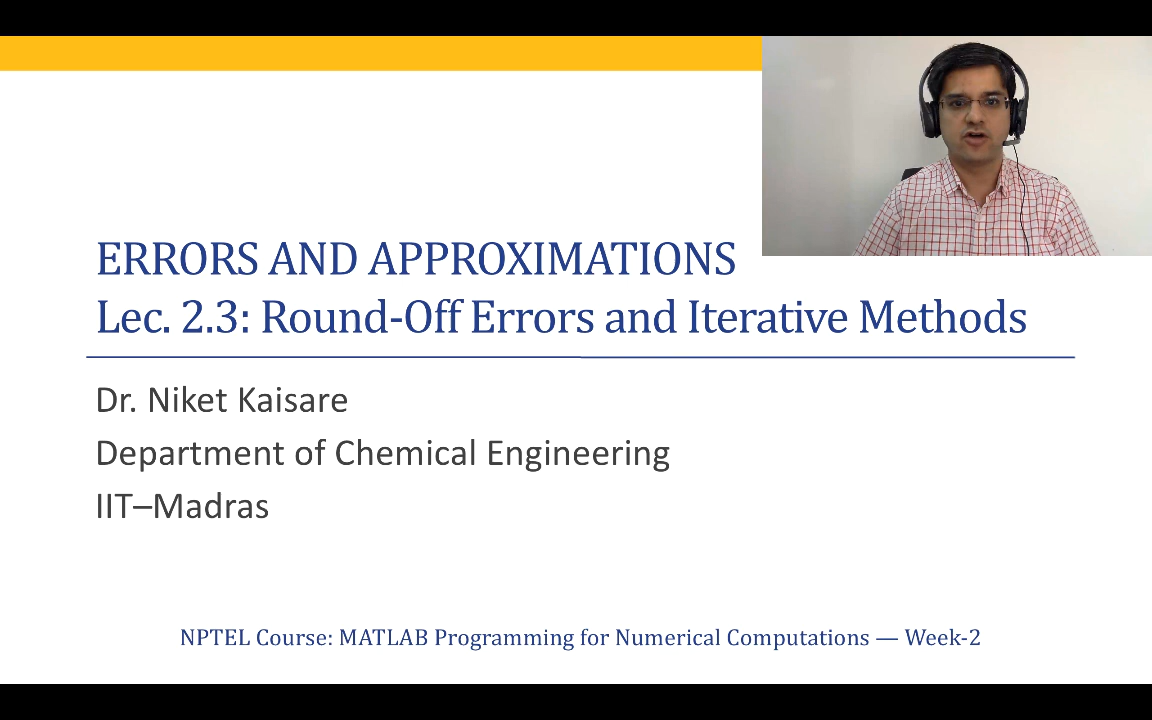 ERRORS AND APPROXIMATIONS
Lec. 2.3: Round-Off Errors and Iterative Methods
Dr. Niket Kaisare
Department of Chemical Engineering
IIT–Madras
NPTEL Course: MATLAB Programming for Numerical Computations — Week-2